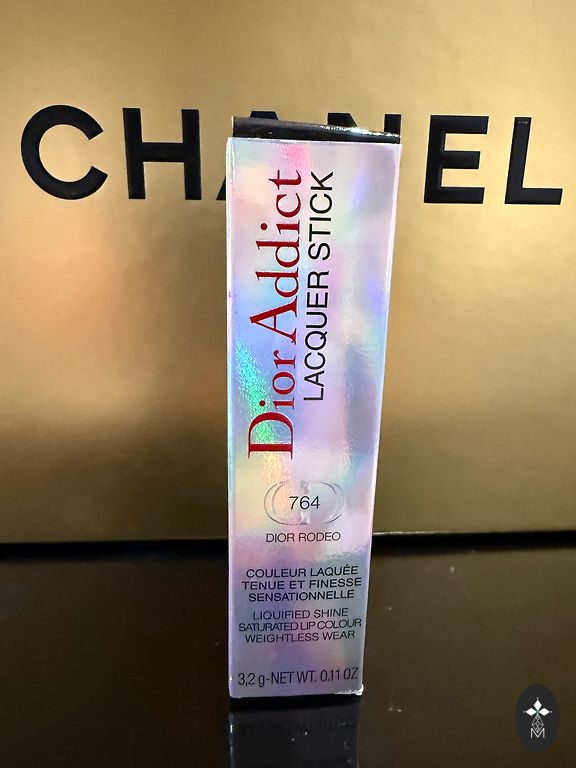 CHANEL
Dior Addict
LACQUER STICK
764
DIOR RODEO
COULEUR LAQUÉE
TENUE ET FINESSE
SENSATIONNELLE
LIQUIFIED SHINE
SATURATED LIP COLOUR
WEIGHTLESS WEAR
3,2 g-NET WT. 0.11 OZ
M